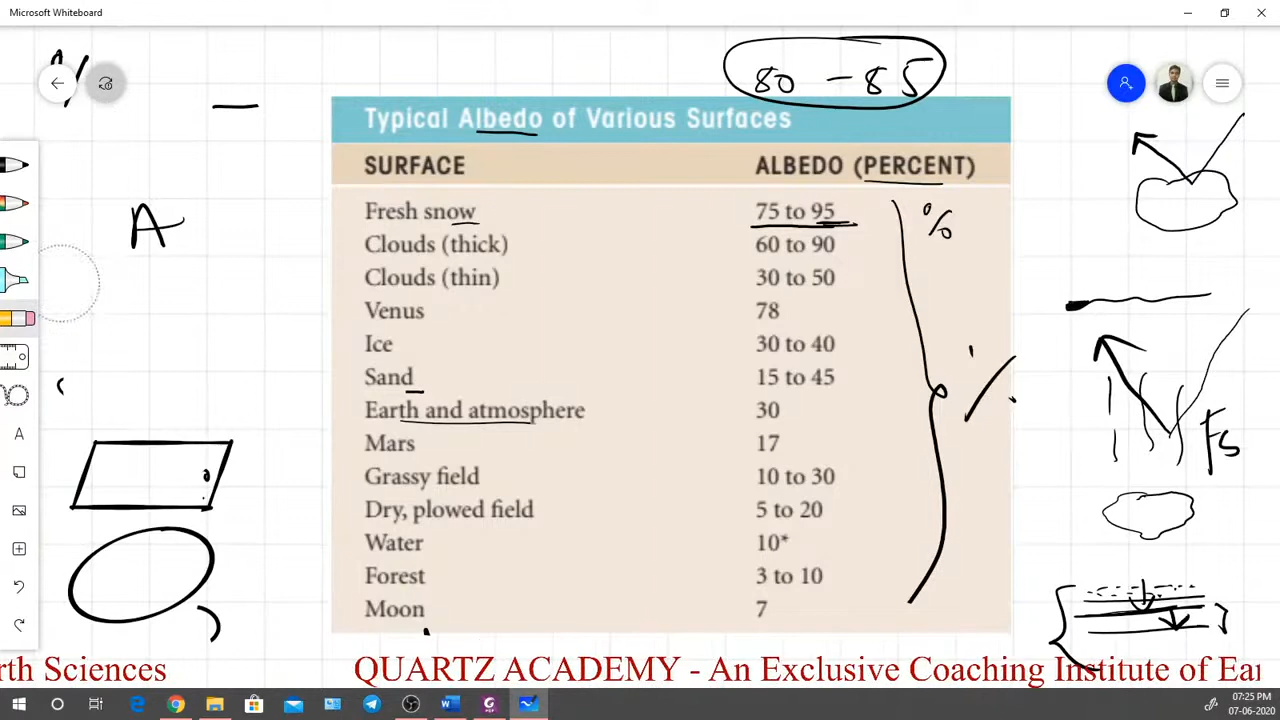 Microsoft Whiteboard
80 - 85
Typical Albedo of Various Surfaces
SURFACE ALBEDO (PERCENT)
Fresh snow 75 to 95
%
Clouds (thick) 60 to 90
Clouds (thin) 30 to 50
Venus 78
Ice 30 to 40
Sand 15 to 45
Earth and atmosphere 30
Mars 17
Grassy field 10 to 30
Dry, plowed field 5 to 20
Water 10*
Forest 3 to 10
Moon 7
A
A
FS
rth Sciences
QUARTZ ACADEMY - An Exclusive Coaching Institute of Ear
07:25 PM
07-06-2020